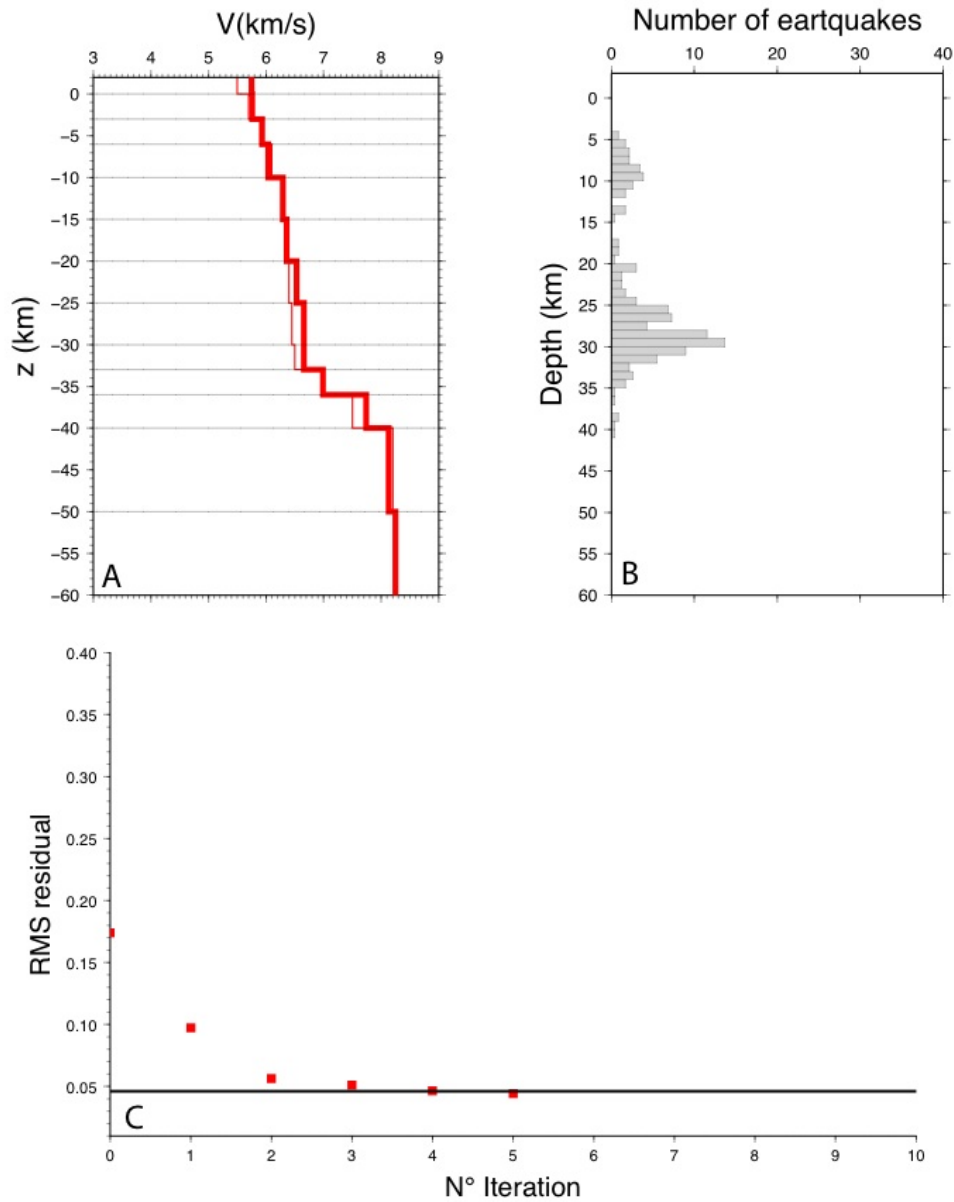 V(km/s)
3 4 5 6 7 8 9
z (km)
0
−5
−10
−15
−20
−25
−30
−35
−40
−45
−50
−55
−60
A
Number of eartquakes
0 10 20 30 40
Depth (km)
0
5
10
15
20
25
30
35
40
45
50
55
60
B
RMS residual
0.40
0.35
0.30
0.25
0.20
0.15
0.10
0.05
C
0 1 2 3 4 5 6 7 8 9 10
N° Iteration